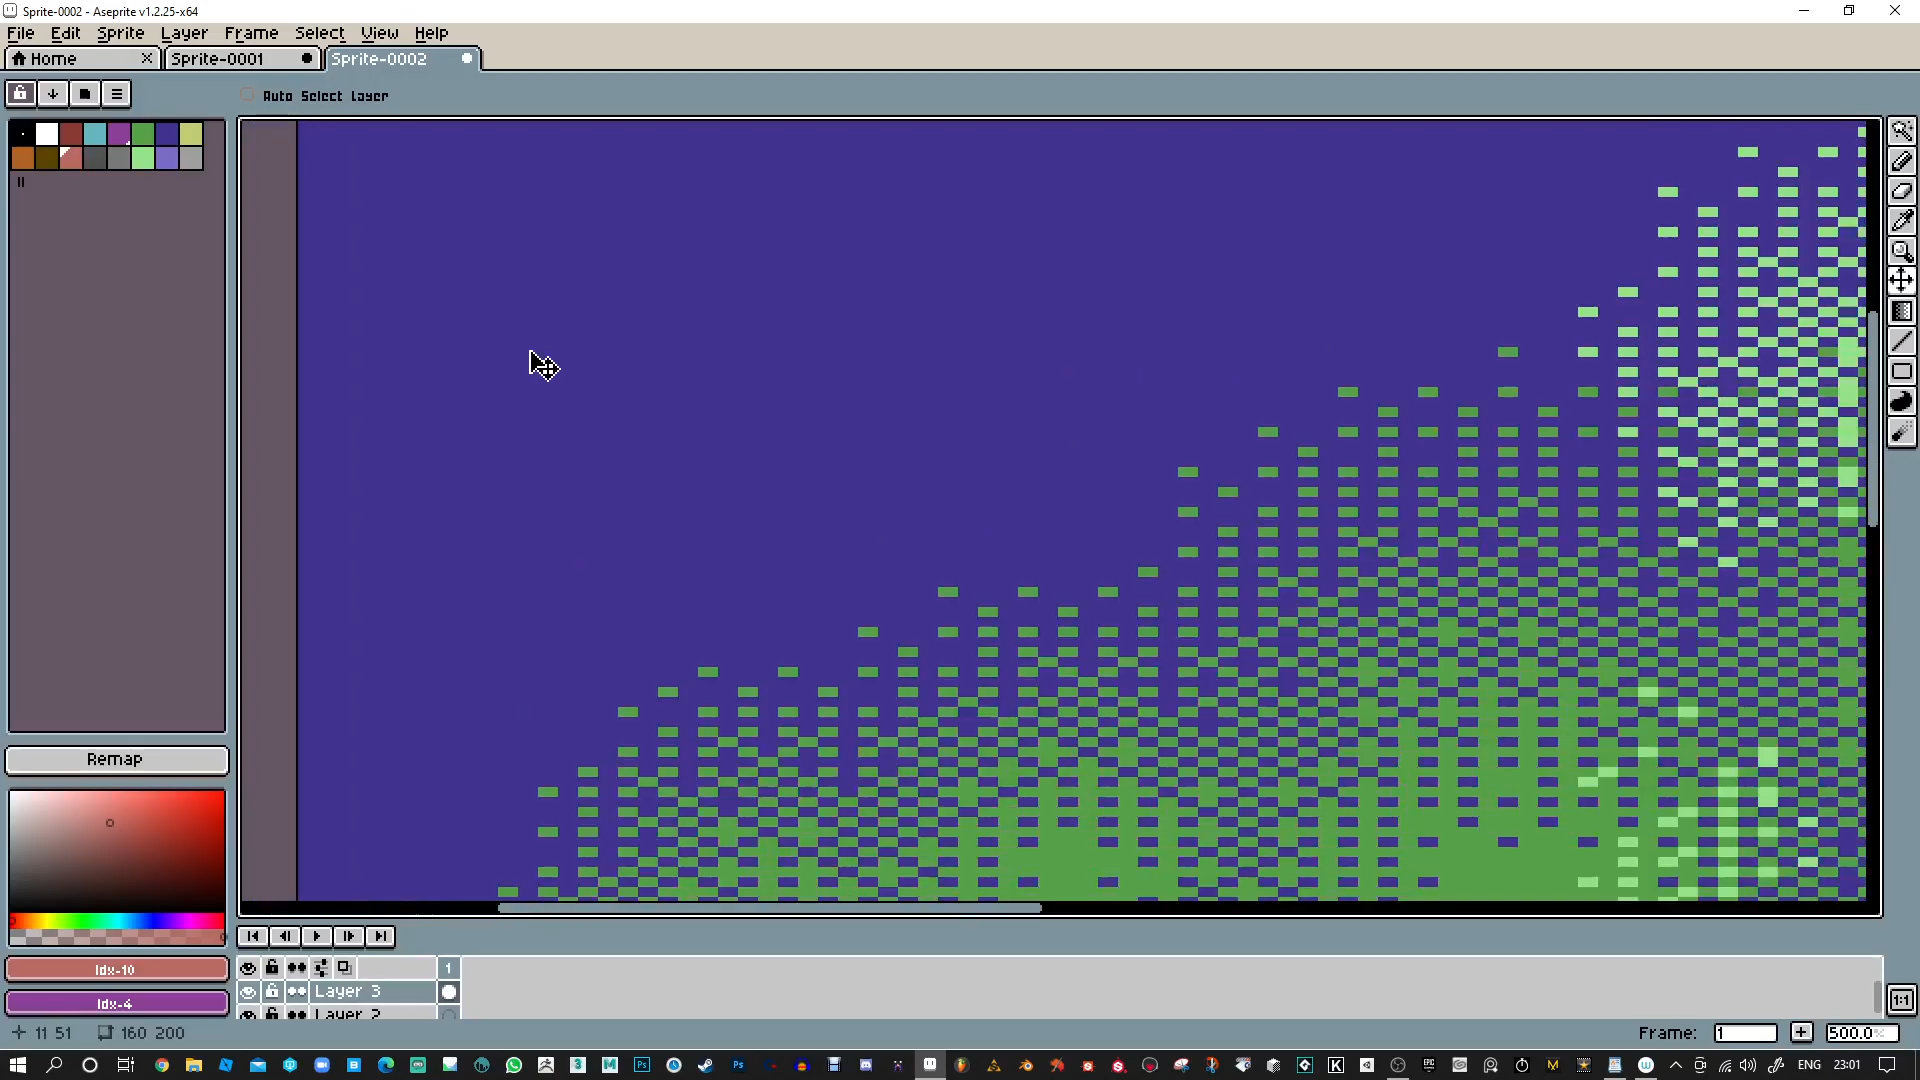 Sprite-0002 - Aseprite v1.2.25-x64
File Edit Sprite Layer Frame Select View Help
Home Sprite-0001 Sprite-0002
Auto Select Layer
Remap
Idx-10
Idx-4
1
Layer 3
Layer 2
11 51 160 200
Frame: 1 500.0%
1:1
ENG 23:01